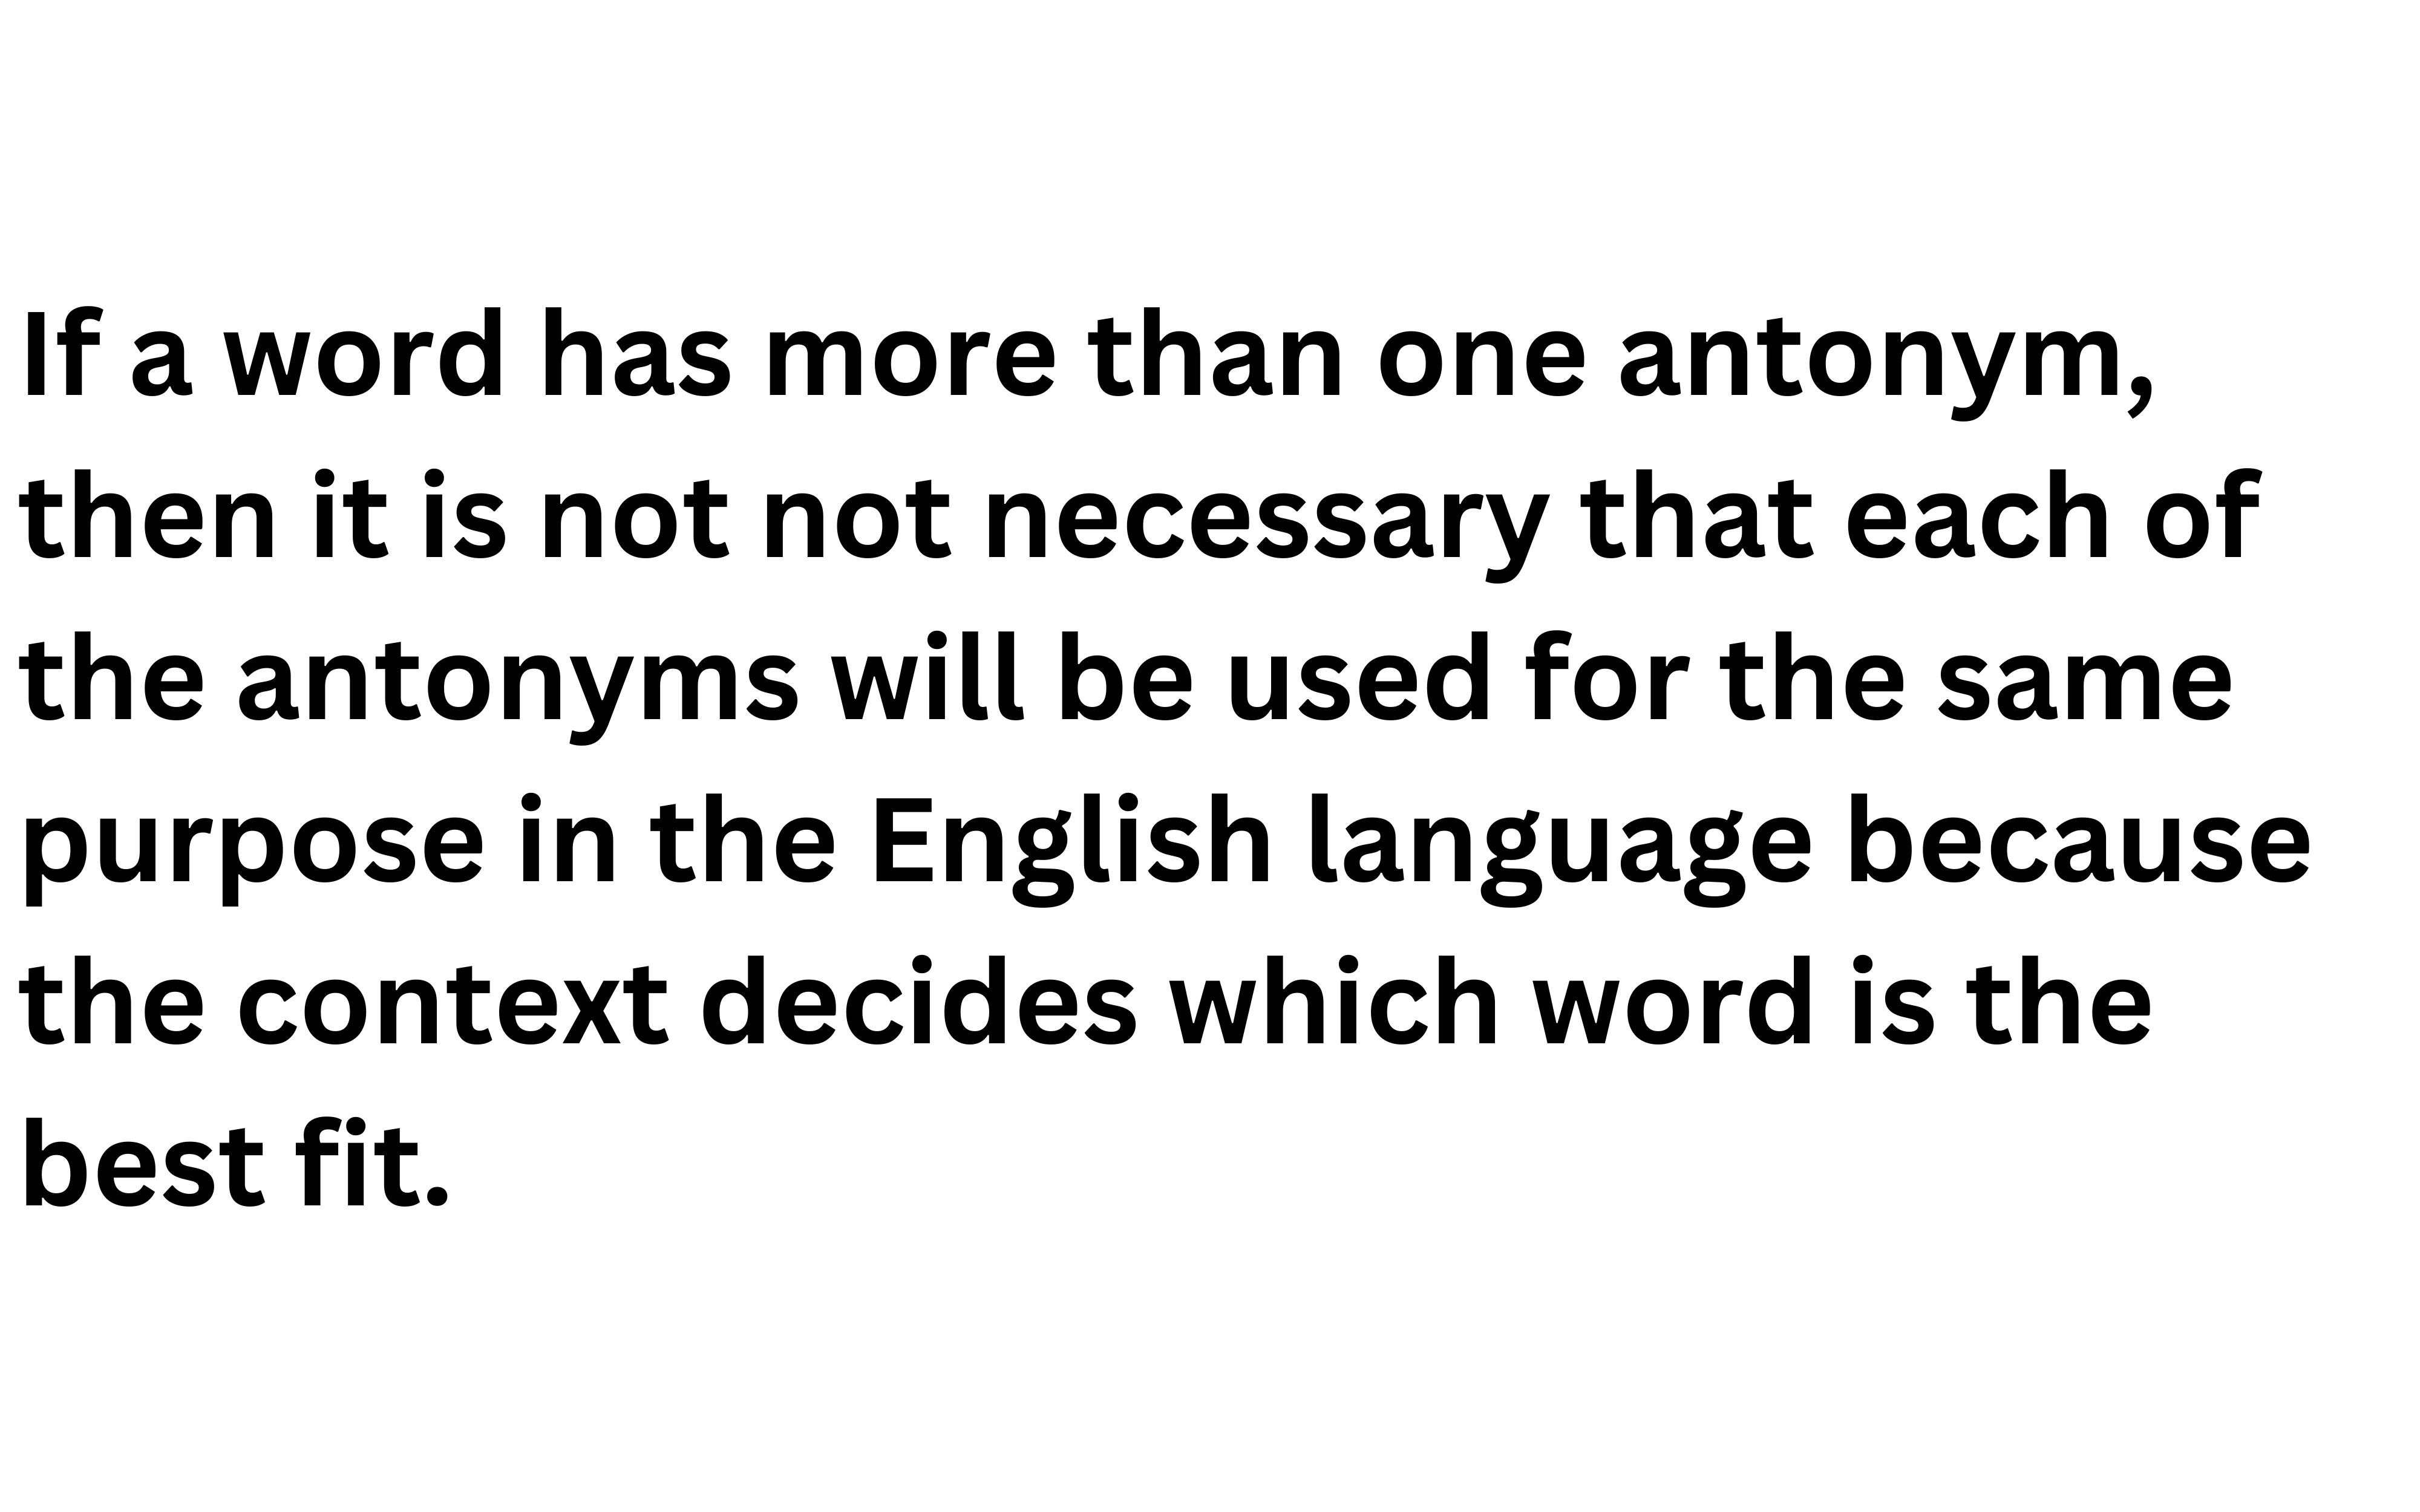 If a word has more than one antonym,
then it is not not necessary that each of
the antonyms will be used for the same
purpose in the English language because
the context decides which word is the
best fit.